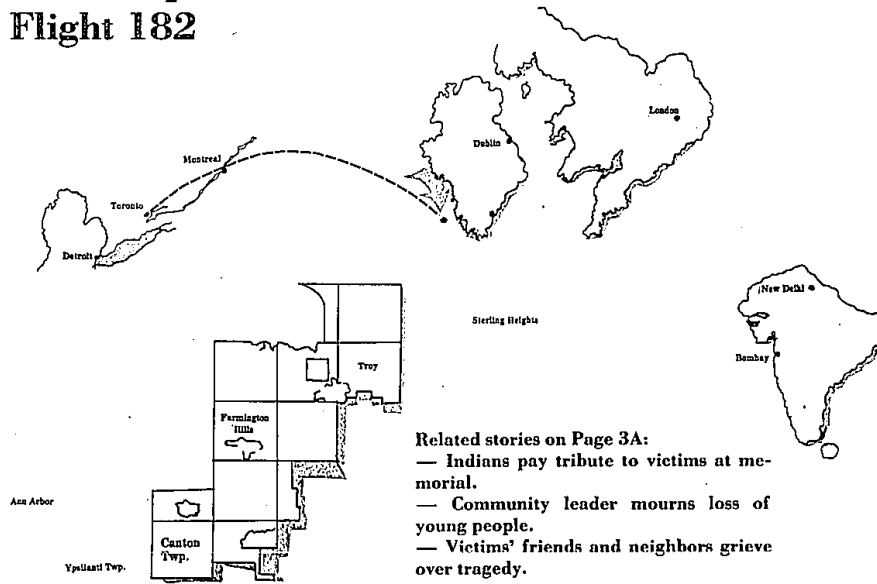 Flight 182
London
Dublin
Montreal
Toronto
Detroit
New Delhi
Sterling Heights
Bombay
Troy
Farmington
Hills
Related stories on Page 3A:
— Indians pay tribute to victims at me-
morial.
— Community leader mourns loss of
young people.
— Victims' friends and neighbors grieve
over tragedy.
Ann Arbor
Canton
Twp.
Ypsilanti Twp.